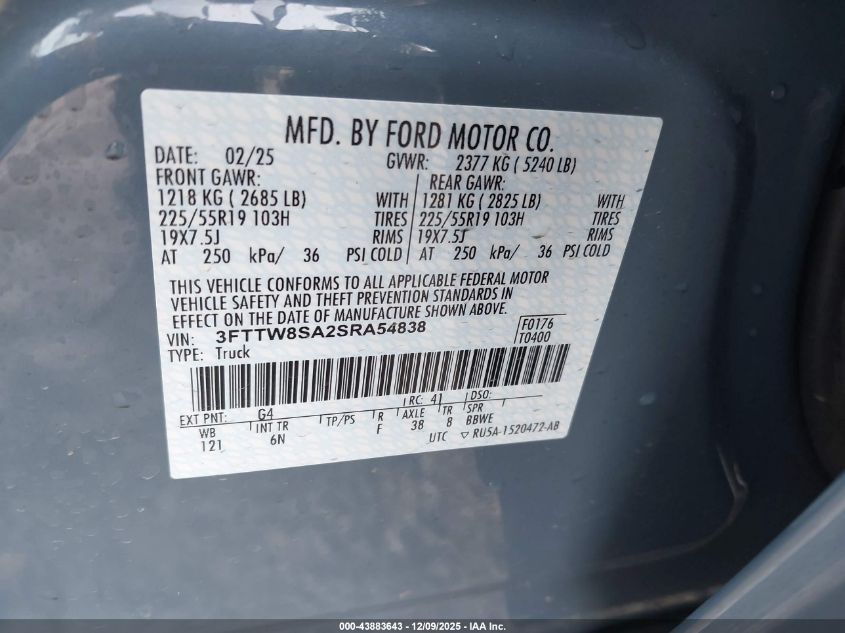 MFD. BY FORD MOTOR CO.
DATE: 02/25 GVWR: 2377 KG ( 5240 LB)
FRONT GAWR: REAR GAWR:
1218 KG ( 2685 LB) WITH 1281 KG ( 2825 LB) WITH
225/55R19 103H TIRES 225/55R19 103H TIRES
19X7.5J RIMS 19X7.5J RIMS
AT 250 kPa/ 36 PSI COLD AT 250 kPa/ 36 PSI COLD
THIS VEHICLE CONFORMS TO ALL APPLICABLE FEDERAL MOTOR
VEHICLE SAFETY AND THEFT PREVENTION STANDARDS IN
EFFECT ON THE DATE OF MANUFACTURE SHOWN ABOVE.
VIN: 3FTTW8SA2SRA54838 F0176
TYPE: Truck T0400
EXT PNT: G4 RC: 41 DSO:
WB INT TR TP/PS R AXLE TR SPR
121 6N F 38 8 BBWE
UTC ▽ RU5A-1520472-AB
000-43883643 | 12/09/2025 | IAA Inc.